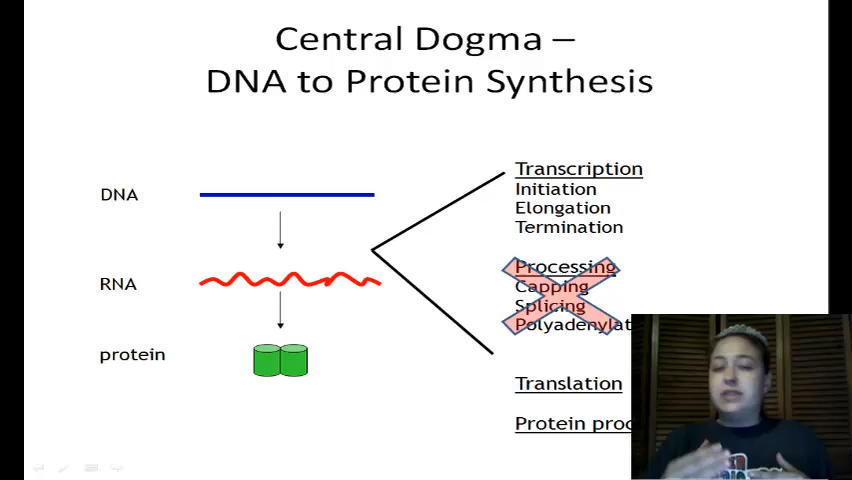 Central Dogma –
DNA to Protein Synthesis
DNA
RNA
protein
Transcription
Initiation
Elongation
Termination
Processing
Capping
Splicing
Polyadenylat
Translation
Protein proc